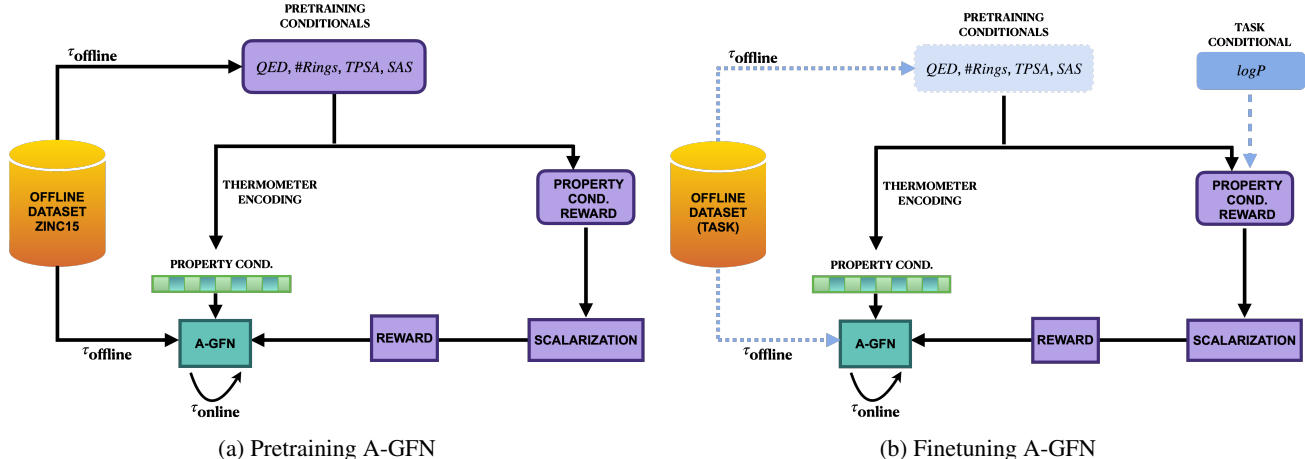 PRETRAINING
CONDITIONALS
τoffline
QED, #Rings, TPSA, SAS
OFFLINE
DATASET
ZINC15
THERMOMETER
ENCODING
PROPERTY
COND.
REWARD
PROPERTY COND.
A-GFN
REWARD
SCALARIZATION
τoffline
τonline
(a) Pretraining A-GFN
PRETRAINING
CONDITIONALS
TASK
CONDITIONAL
τoffline
QED, #Rings, TPSA, SAS
logP
OFFLINE
DATASET
(TASK)
THERMOMETER
ENCODING
PROPERTY
COND.
REWARD
PROPERTY COND.
A-GFN
REWARD
SCALARIZATION
τoffline
τonline
(b) Finetuning A-GFN